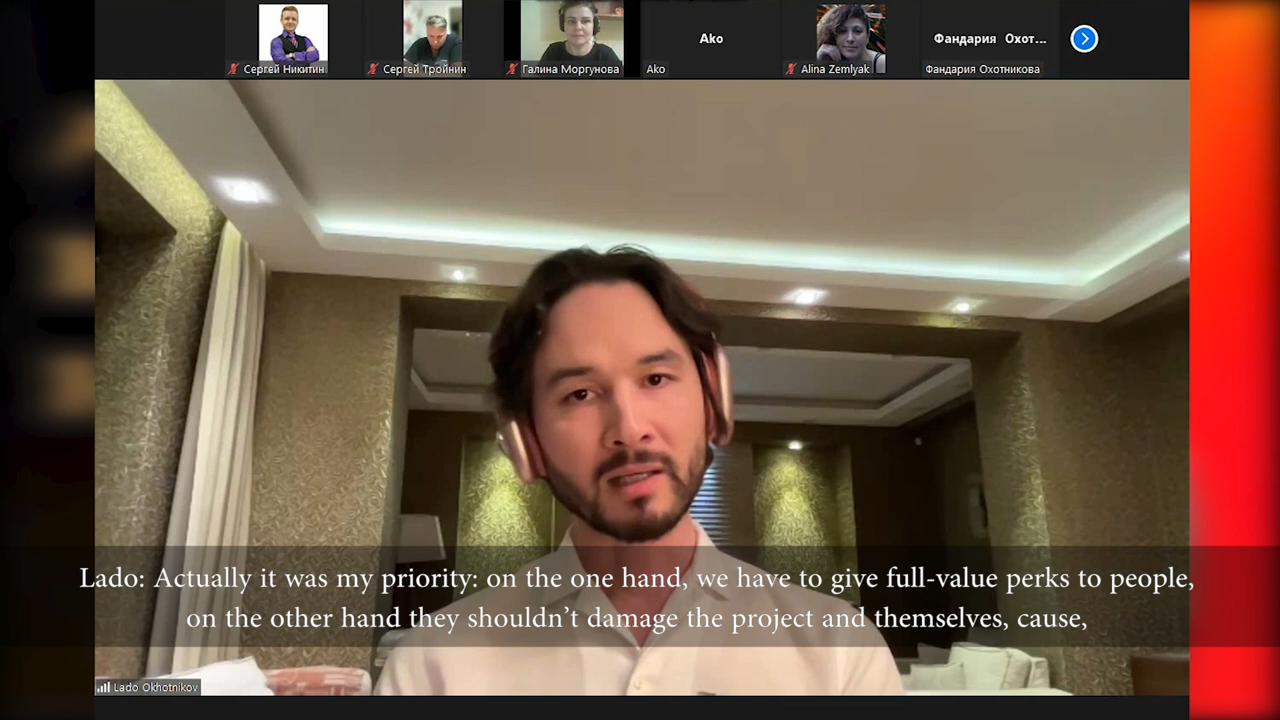 Ako
Фандария Охот...
Сергей Никитин
Сергей Тройнин
Галина Моргунова
Ako
Alina Zemlyak
Фандария Охотникова
Lado: Actually it was my priority: on the one hand, we have to give full-value perks to people,
on the other hand they shouldn’t damage the project and themselves, cause,
Lado Okhotnikov